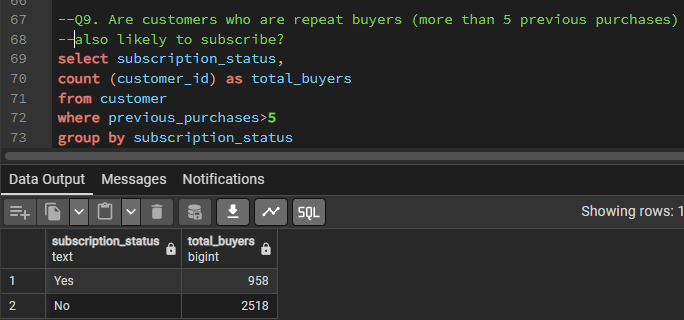 66
67 --Q9. Are customers who are repeat buyers (more than 5 previous purchases)
68 --also likely to subscribe?
69 select subscription_status,
70 count (customer_id) as total_buyers
71 from customer
72 where previous_purchases>5
73 group by subscription_status
Data Output Messages Notifications
SQL Showing rows: 1
subscription_status total_buyers
text bigint
1 Yes 958
2 No 2518